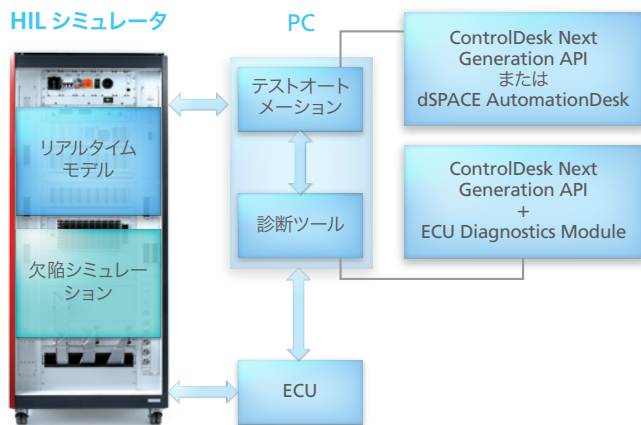 HIL シミュレータ
PC
テストオート
メーション
ControlDesk Next
Generation API
または
dSPACE AutomationDesk
リアルタイム
モデル
ControlDesk Next
Generation API
+
ECU Diagnostics Module
診断ツール
欠陥シミュレー
ション
ECU